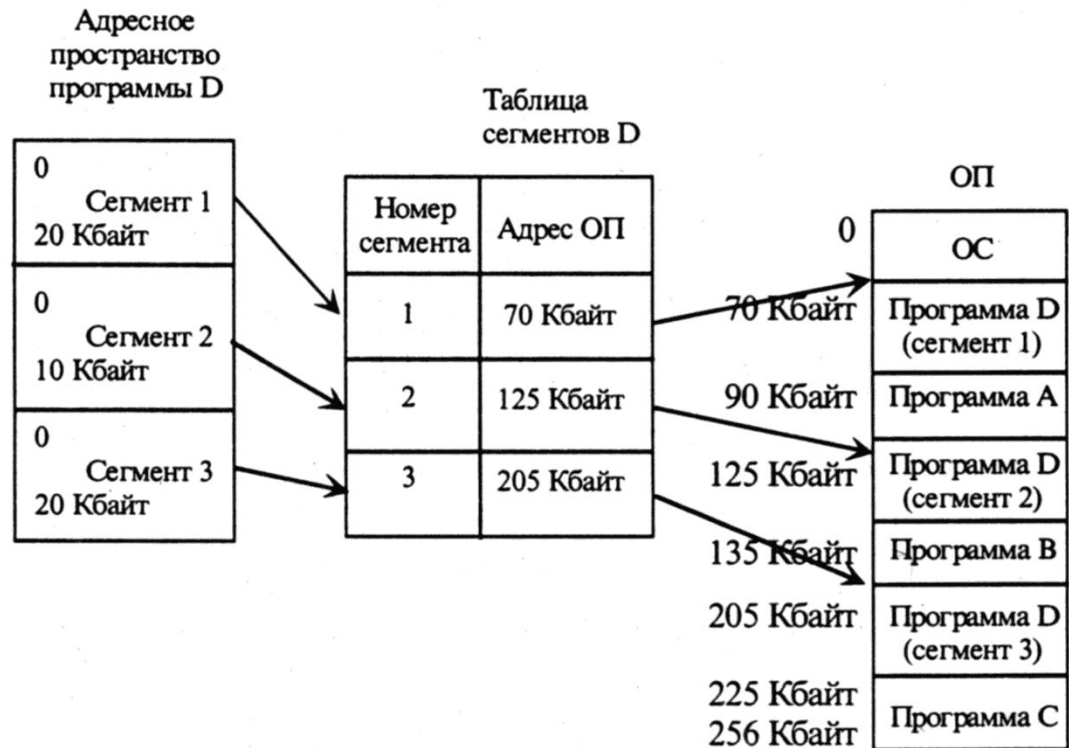 Адресное
пространство
программы D
0
Сегмент 1
20 Кбайт
0
Сегмент 2
10 Кбайт
0
Сегмент 3
20 Кбайт
Таблица
сегментов D
Номер
сегмента
Адрес ОП
1
70 Кбайт
2
125 Кбайт
3
205 Кбайт
ОП
0
ОС
70 Кбайт
Программа D
(сегмент 1)
90 Кбайт
Программа A
125 Кбайт
Программа D
(сегмент 2)
135 Кбайт
Программа B
205 Кбайт
Программа D
(сегмент 3)
225 Кбайт
256 Кбайт
Программа C